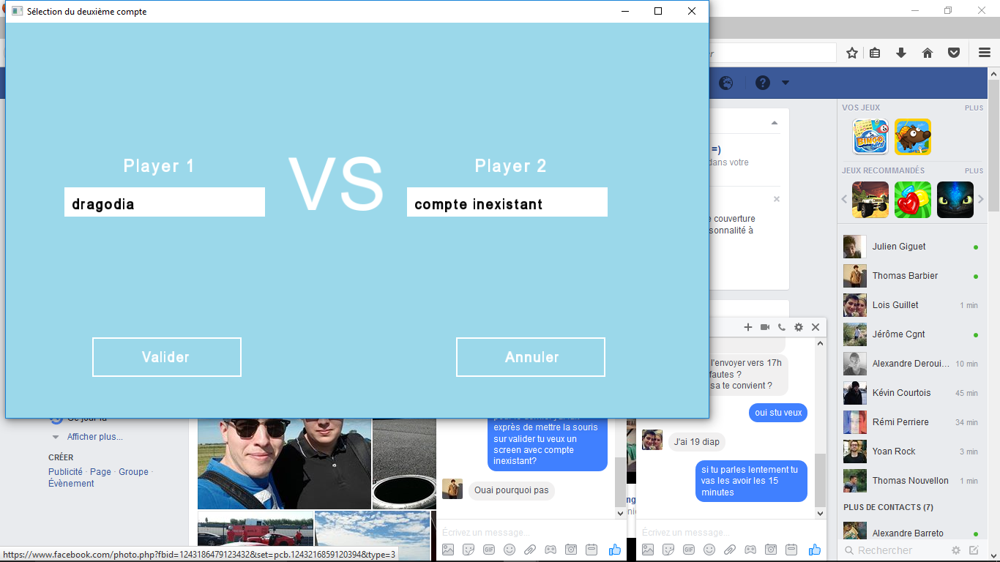 Sélection du deuxième compte
Player 1
VS
Player 2
dragodia
compte inexistant
Valider
Annuler
Afficher plus...
CRÉER
Publicité · Page · Groupe ·
Évènement
exprès de mettre la souris
sur valider tu veux un
screen avec compte
inexistant?
Ouai pourquoi pas
Écrivez un message...
GIF
=)
dans votre
couverture
sonnalité à
l'envoyer vers 17h
fautes ?
sa te convient ?
oui stu veux
J'ai 19 diap
si tu parles lentement tu
vas les avoir les 15
minutes
Écrivez un message...
GIF
VOS JEUX PLUS
BINGO
JEUX RECOMMANDÉS PLUS
Julien Giguet
Thomas Barbier
Lois Guillet 1 min
Jérôme Cgnt
Alexandre Deroui... 10 min
Kévin Courtois 45 min
Rémi Perriere 34 min
Yoan Rock 3 min
Thomas Nouvellon 1 min
PLUS DE CONTACTS (7)
Alexandre Barreto
Rechercher
https://www.facebook.com/photo.php?fbid=1243186479123432&set=pcb.1243216859120394&type=3